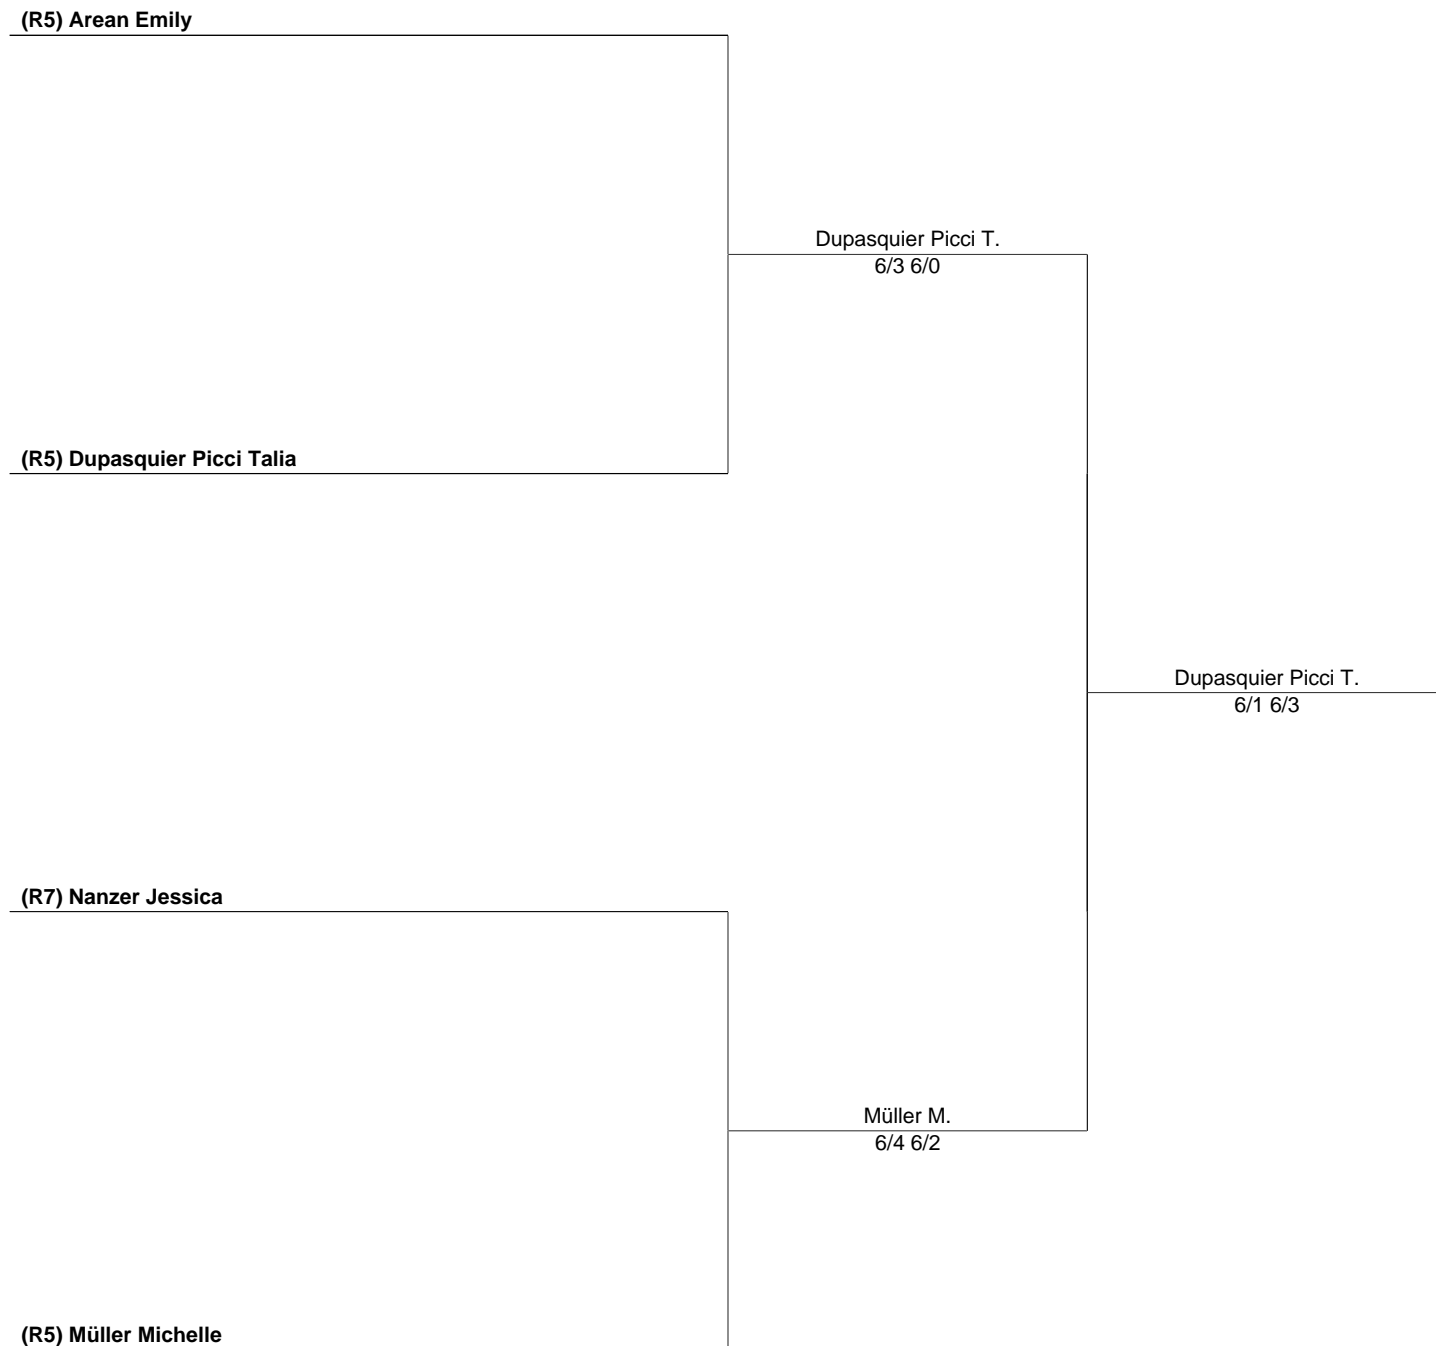 (R5) Arean Emily
Dupasquier Picci T.
6/3 6/0
(R5) Dupasquier Picci Talia
Dupasquier Picci T.
6/1 6/3
(R7) Nanzer Jessica
Müller M.
6/4 6/2
(R5) Müller Michelle